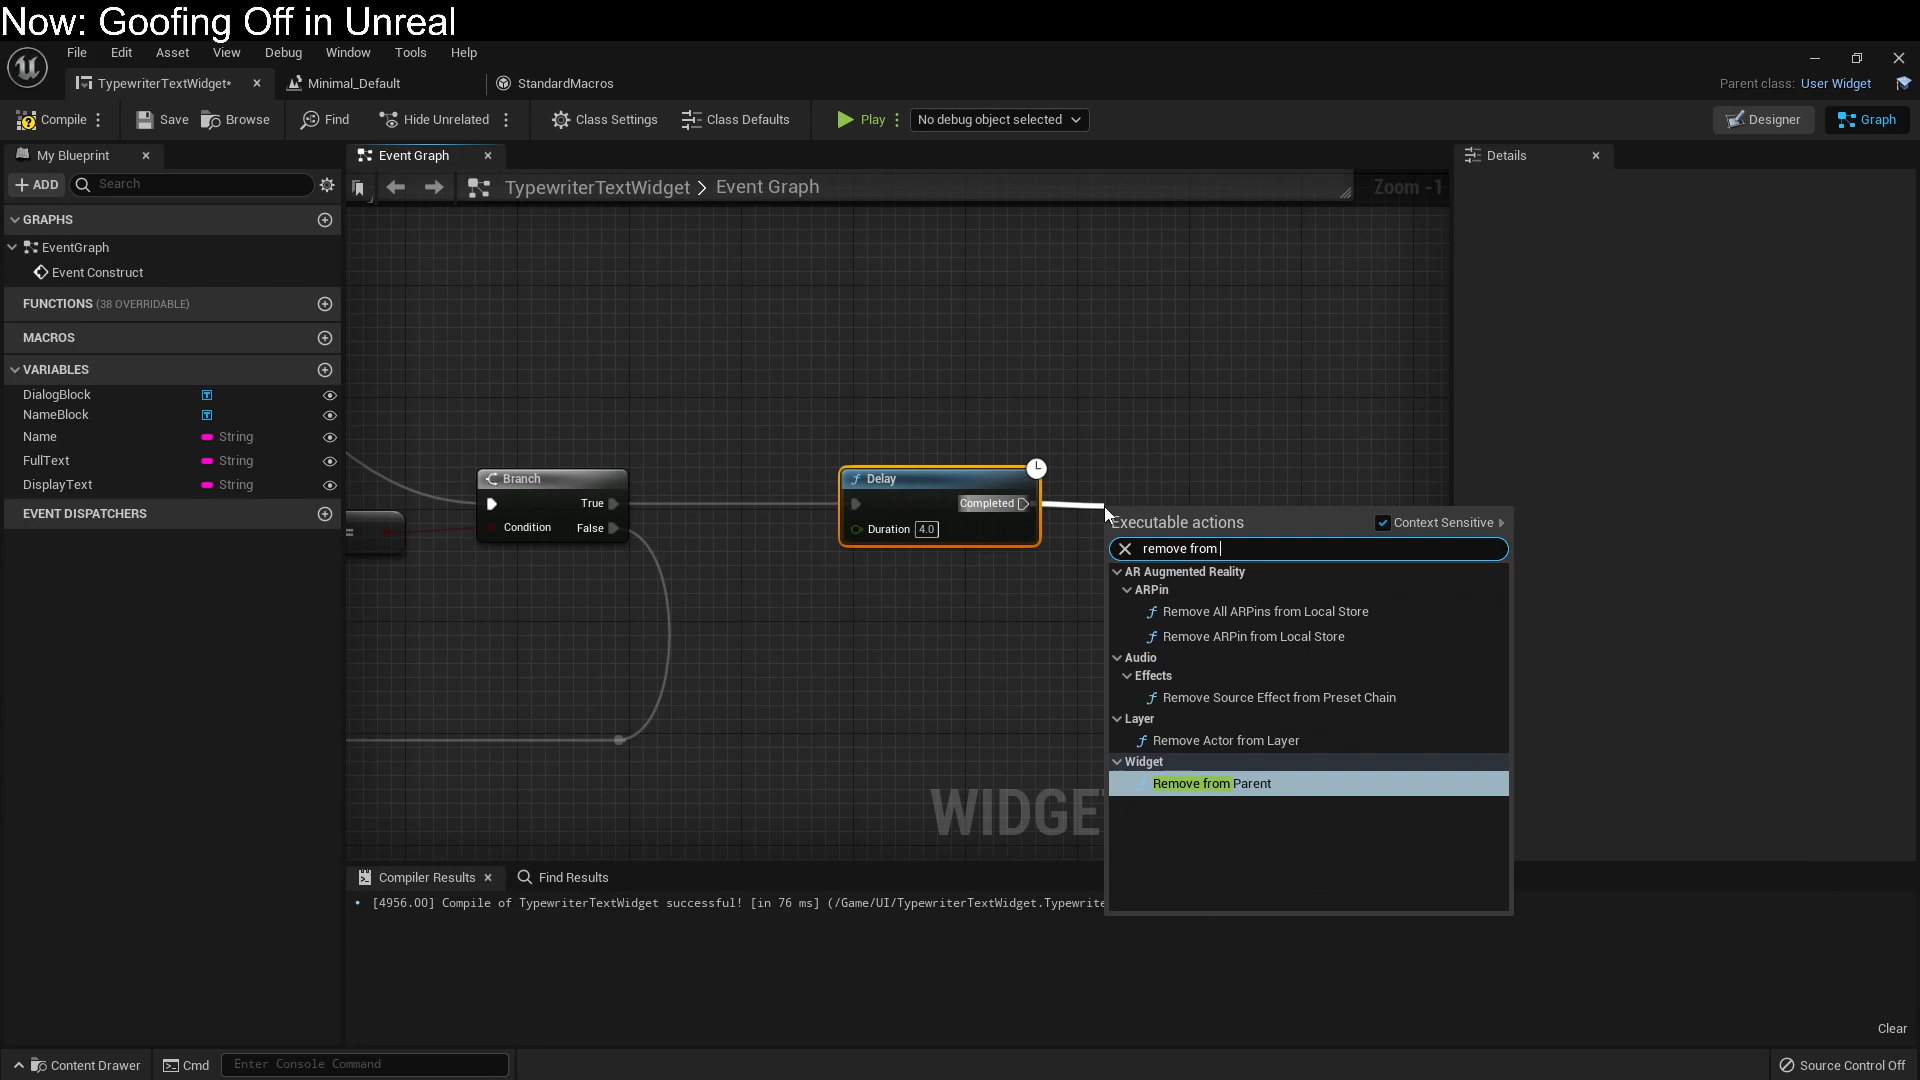 Now: Goofing Off in Unreal
File Edit Asset View Debug Window Tools Help
TypewriterTextWidget* Minimal_Default StandardMacros Parent class: User Widget
Compile Save Browse Find Hide Unrelated Class Settings Class Defaults Play No debug object selected Designer Graph
My Blueprint Event Graph Details
ADD Search TypewriterTextWidget > Event Graph Zoom -1
GRAPHS
EventGraph
Event Construct
FUNCTIONS (38 OVERRIDABLE)
MACROS
VARIABLES
DialogBlock
NameBlock
Name String
FullText String
DisplayText String
EVENT DISPATCHERS
Branch
True
Condition False
Delay
Completed
Duration 4.0
Executable actions Context Sensitive
remove from
AR Augmented Reality
ARPin
Remove All ARPins from Local Store
Remove ARPin from Local Store
Audio
Effects
Remove Source Effect from Preset Chain
Layer
Remove Actor from Layer
Widget
Remove from Parent
WIDGE
Compiler Results Find Results
[4956.00] Compile of TypewriterTextWidget successful! [in 76 ms] (/Game/UI/TypewriterTextWidget.Typewrite
Clear
Content Drawer Cmd Enter Console Command Source Control Off